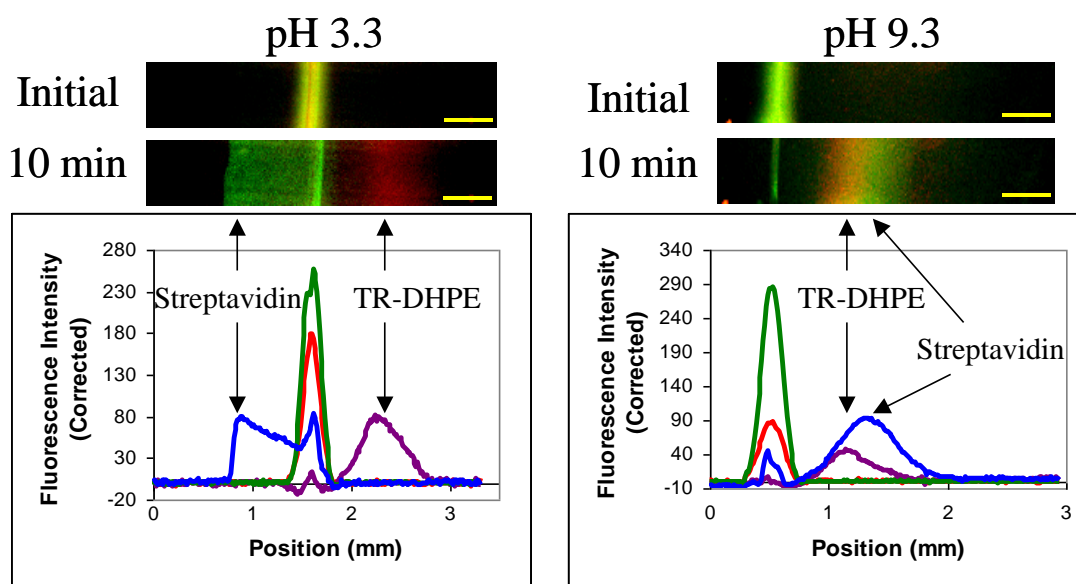 pH 3.3
Initial
10 min
Fluorescence Intensity
(Corrected)
280
230
180
130
80
30
-20
Streptavidin
TR-DHPE
0
1
2
3
Position (mm)
pH 9.3
Initial
10 min
Fluorescence Intensity
(Corrected)
340
290
240
190
140
90
40
-10
TR-DHPE
Streptavidin
0
1
2
3
Position (mm)